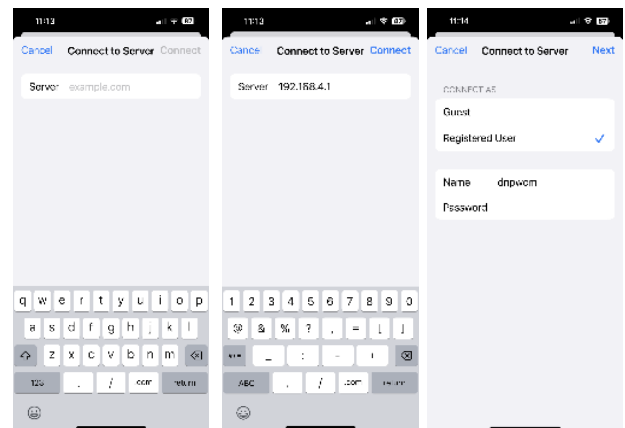 11:13
Cancel Connect to Server Connect
Server example.com
q w e r t y u i o p
a s d f g h j k l
z x c v b n m
123 . / .com return
11:13
Cancel Connect to Server Connect
Server 192.168.4.1
1 2 3 4 5 6 7 8 9 0
@ & % ? , = [ ]
_ : - +
ABC . / .com return
11:14
Cancel Connect to Server Next
CONNECT AS
Guest
Registered User
Name dnpwcm
Password